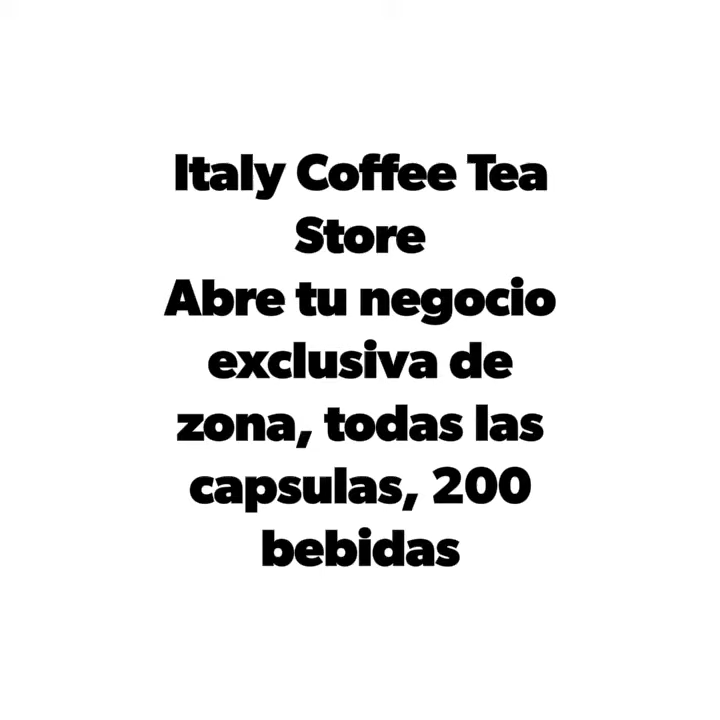 Italy Coffee Tea
Store
Abre tu negocio
exclusiva de
zona, todas las
capsulas, 200
bebidas